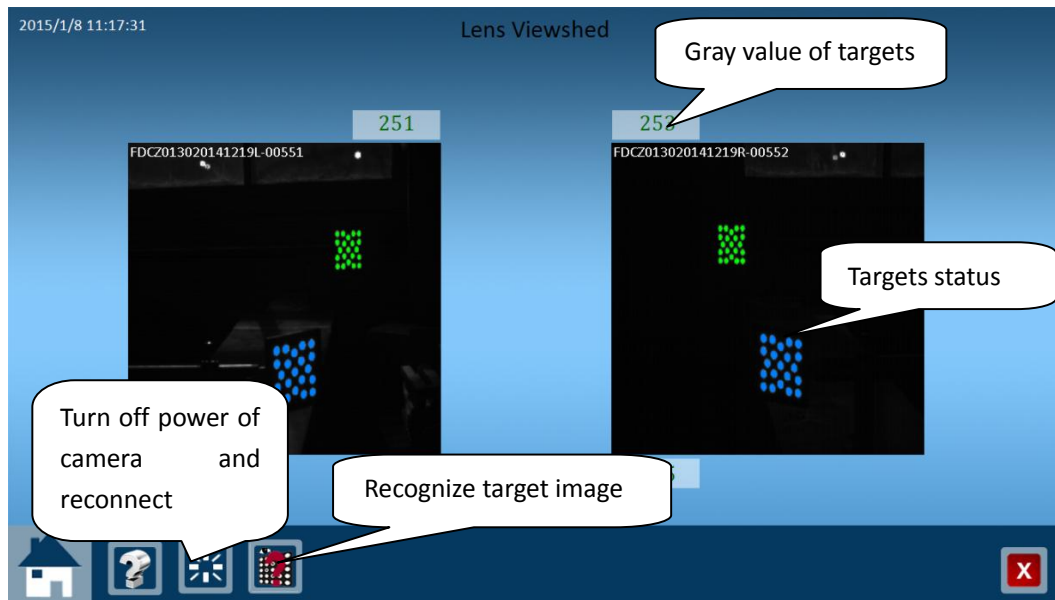 2015/1/8 11:17:31
Lens Viewshed
Gray value of targets
251
253
FDCZ013020141219L-00551
FDCZ013020141219R-00552
Targets status
Turn off power of
camera and
reconnect
Recognize target image
X